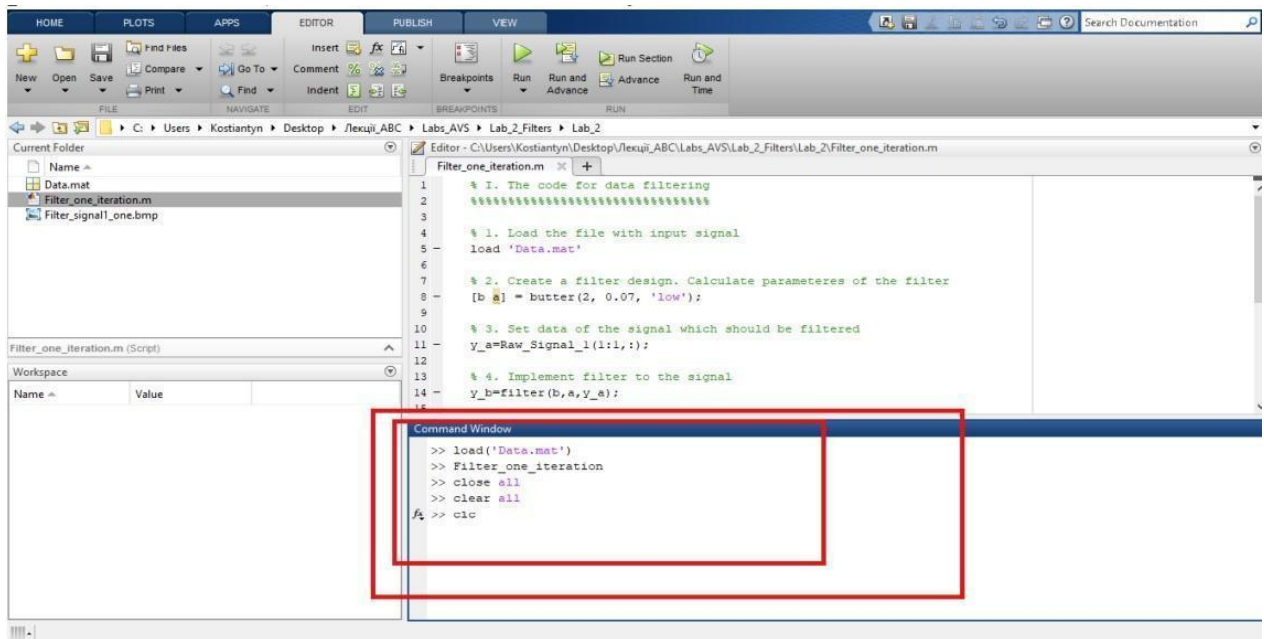 HOME PLOTS APPS EDITOR PUBLISH VIEW Search Documentation
Find Files Insert fx Run Section
New Open Save Compare Go To Comment Breakpoints Run Run and Advance Advance Run and Time
Print Find Indent
FILE NAVIGATE EDIT BREAKPOINTS RUN
C: Users Kostiantyn Desktop Лекції_АВС Labs_AVS Lab_2_Filters Lab_2
Current Folder
Name
Data.mat
Filter_one_iteration.m
Filter_signal1_one.bmp
Filter_one_iteration.m (Script)
Workspace
Name Value
Editor - C:\Users\Kostiantyn\Desktop\Лекції_АВС\Labs_AVS\Lab_2_Filters\Lab_2\Filter_one_iteration.m
Filter_one_iteration.m
1 % I. The code for data filtering
2 %%%%%%%%%%%%%%%%%%%%%%%%%%%%%%%%
3
4 % 1. Load the file with input signal
5 - load 'Data.mat'
6
7 % 2. Create a filter design. Calculate parameteres of the filter
8 - [b a] = butter(2, 0.07, 'low');
9
10 % 3. Set data of the signal which should be filtered
11 - y_a=Raw_Signal_1(1:1,:);
12
13 % 4. Implement filter to the signal
14 - y_b=filter(b,a,y_a);
15
Command Window
>> load('Data.mat')
>> Filter_one_iteration
>> close all
>> clear all
fx >> clc